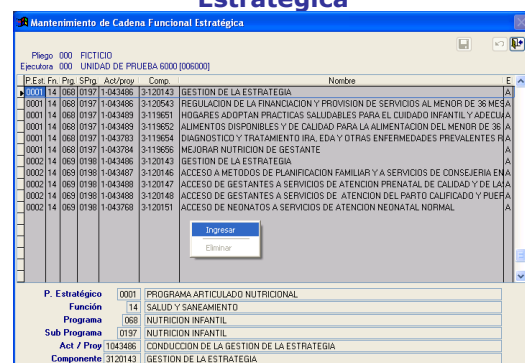 Estratégico
Mantenimiento de Cadena Funcional Estratégica
Pliego 000 FICTICIO
Ejecutora 000 UNIDAD DE PRUEBA 6000 [006000]
P.Est. Fn. Prg. SPrg. Act/proy Comp. Nombre E
0001 14 068 0197 1-043486 3-120143 GESTION DE LA ESTRATEGIA A
0001 14 068 0197 1-043486 3-120543 REGULACION DE LA FINANCIACION Y PROVISION DE SERVICIOS AL MENOR DE 36 MES A
0001 14 068 0197 1-043489 3-119651 HOGARES ADOPTAN PRACTICAS SALUDABLES PARA EL CUIDADO INFANTIL Y ADECUA A
0001 14 068 0197 1-043489 3-119652 ALIMENTOS DISPONIBLES Y DE CALIDAD PARA LA ALIMENTACION DEL MENOR DE 36 A
0001 14 068 0197 1-043783 3-119654 DIAGNOSTICO Y TRATAMIENTO IRA, EDA Y OTRAS ENFERMEDADES PREVALENTES R A
0001 14 068 0197 1-043784 3-119656 MEJORAR NUTRICION DE GESTANTE A
0002 14 069 0198 1-043486 3-120143 GESTION DE LA ESTRATEGIA A
0002 14 069 0198 1-043487 3-120146 ACCESO A METODOS DE PLANIFICACION FAMILIAR Y A SERVICIOS DE CONSEJERIA EN A
0002 14 069 0198 1-043488 3-120147 ACCESO DE GESTANTES A SERVICIOS DE ATENCION PRENATAL DE CALIDAD Y DE LA A
0002 14 069 0198 1-043488 3-120148 ACCESO DE GESTANTES A SERVICIOS DE ATENCION DEL PARTO CALIFICADO Y PUER A
0002 14 069 0198 1-043768 3-120151 ACCESO DE NEONATOS A SERVICIOS DE ATENCION NEONATAL NORMAL A
Ingresar
Eliminar
P. Estratégico 0001 PROGRAMA ARTICULADO NUTRICIONAL
Función 14 SALUD Y SANEAMIENTO
Programa 068 NUTRICION INFANTIL
Sub Programa 0197 NUTRICION INFANTIL
Act / Proy 1043486 CONDUCCION DE LA GESTION DE LA ESTRATEGIA
Componente 3120143 GESTION DE LA ESTRATEGIA